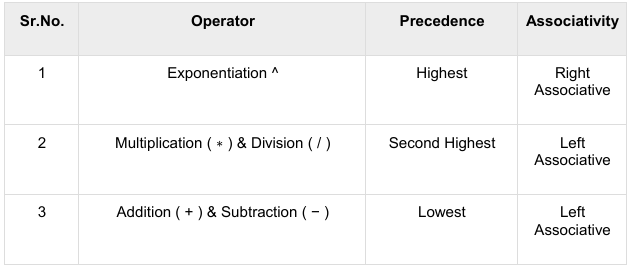 Sr.No. Operator Precedence Associativity
1 Exponentiation ^ Highest Right
Associative
2 Multiplication ( ∗ ) & Division ( / ) Second Highest Left
Associative
3 Addition ( + ) & Subtraction ( − ) Lowest Left
Associative